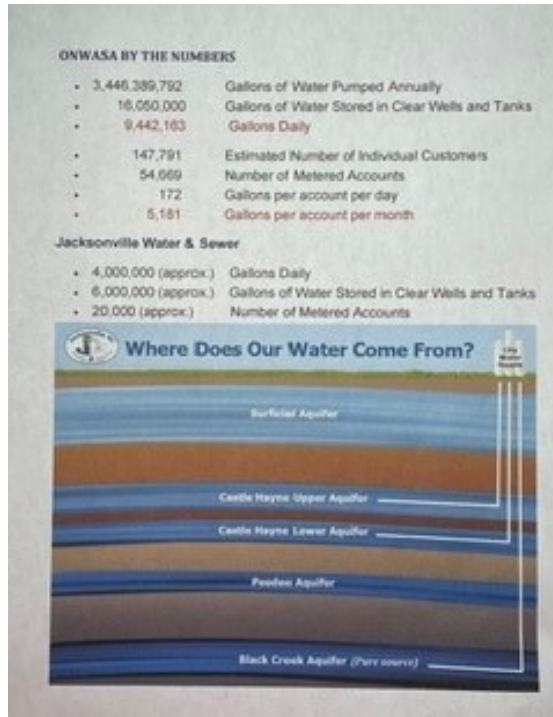 ONWASA BY THE NUMBERS
• 3,446,389,792 Gallons of Water Pumped Annually
• 16,050,000 Gallons of Water Stored in Clear Wells and Tanks
• 9,442,163 Gallons Daily
• 147,791 Estimated Number of Individual Customers
• 54,669 Number of Metered Accounts
• 172 Gallons per account per day
• 5,181 Gallons per account per month
Jacksonville Water & Sewer
• 4,000,000 (approx.) Gallons Daily
• 6,000,000 (approx.) Gallons of Water Stored in Clear Wells and Tanks
• 20,000 (approx.) Number of Metered Accounts
Where Does Our Water Come From?
City
Water
Supply
Surficial Aquifer
Castle Hayne Upper Aquifer
Castle Hayne Lower Aquifer
Peedee Aquifer
Black Creek Aquifer (Pure source)